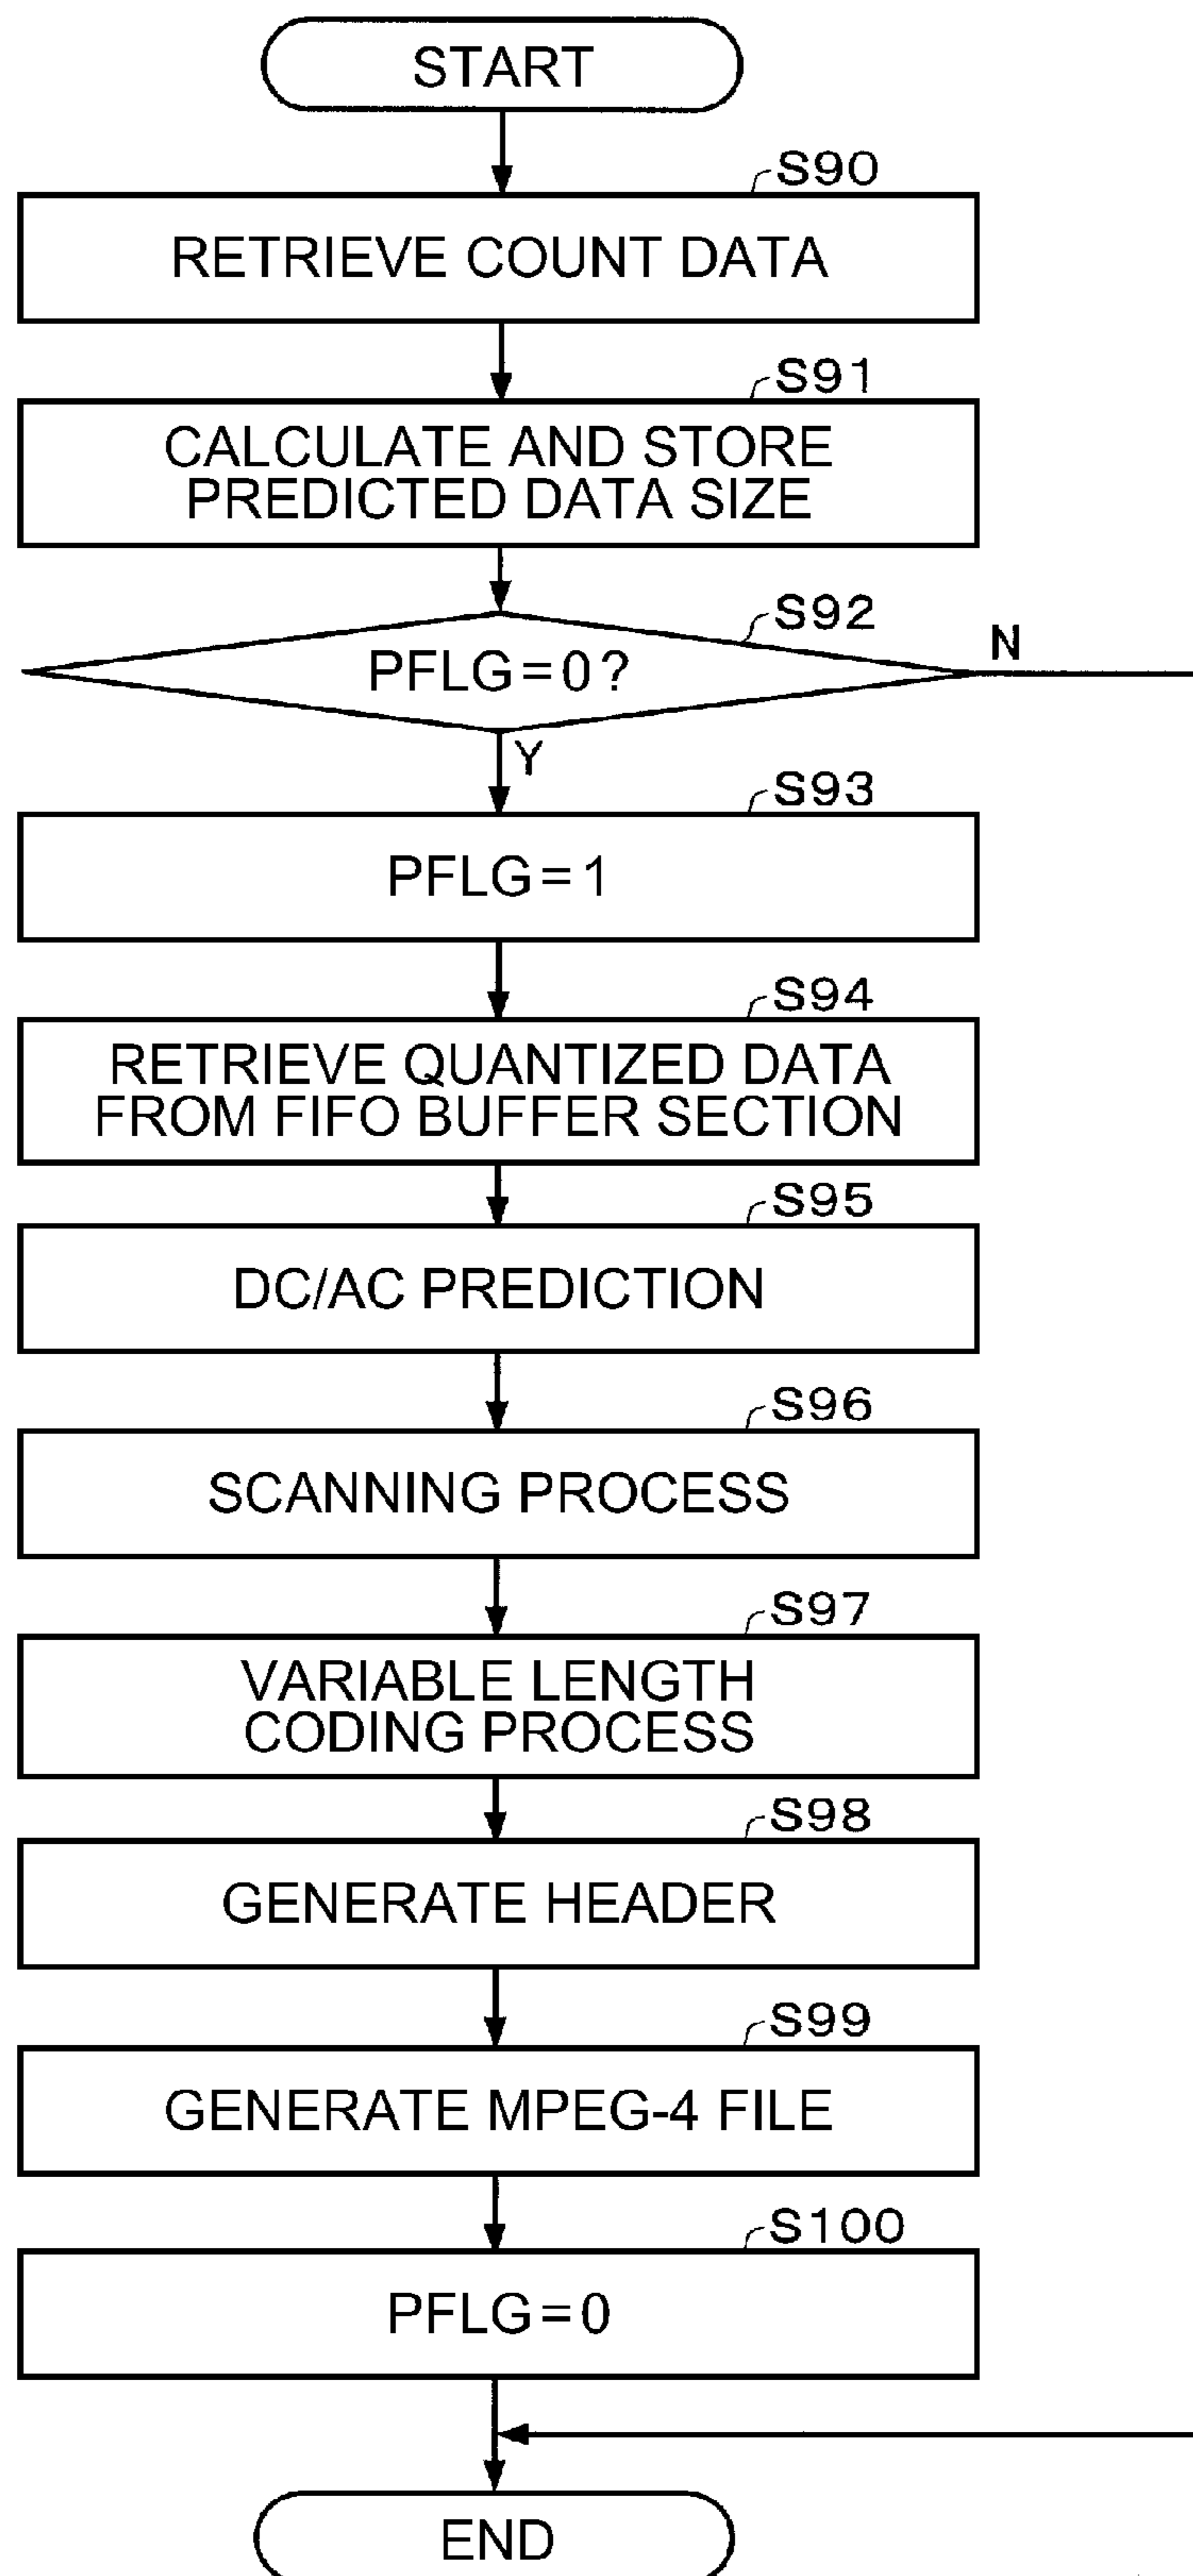 START
S90
RETRIEVE COUNT DATA
S91
CALCULATE AND STORE
PREDICTED DATA SIZE
S92
PFLG=0?
N
Y
S93
PFLG=1
S94
RETRIEVE QUANTIZED DATA
FROM FIFO BUFFER SECTION
S95
DC/AC PREDICTION
S96
SCANNING PROCESS
S97
VARIABLE LENGTH
CODING PROCESS
S98
GENERATE HEADER
S99
GENERATE MPEG-4 FILE
S100
PFLG=0
END